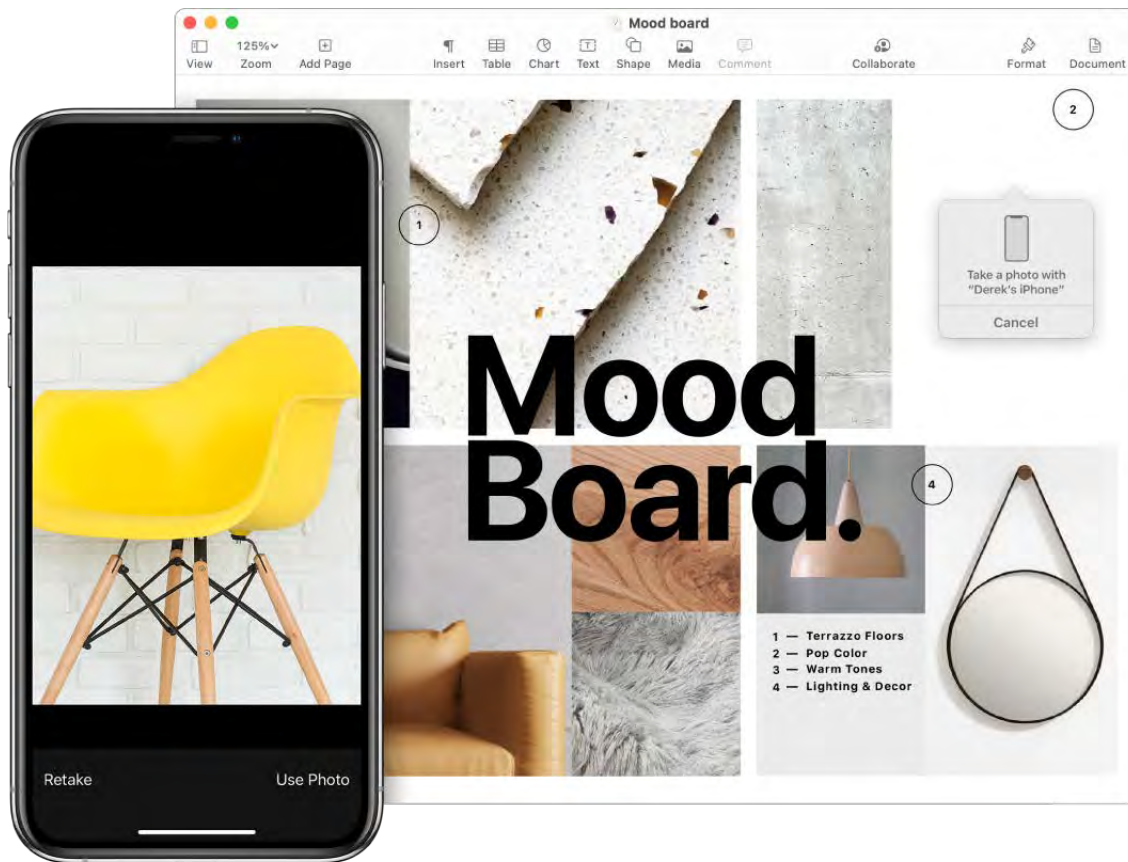 Mood board
125%
View Zoom Add Page Insert Table Chart Text Shape Media Comment Collaborate Format Document
2
1
Take a photo with
“Derek's iPhone”
Cancel
Mood
Board.
4
1 — Terrazzo Floors
2 — Pop Color
3 — Warm Tones
4 — Lighting & Decor
Retake Use Photo